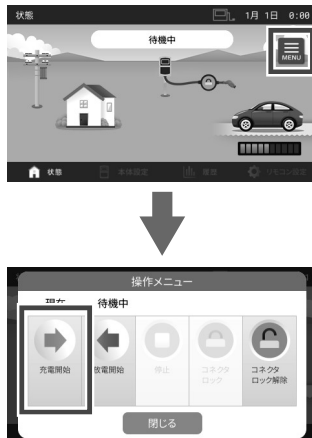 状態 1月 1日 0:00
待機中
MENU
状態 本体設定 履歴 リモコン設定
操作メニュー
現在 待機中
充電開始 放電開始 停止 コネクタ ロック コネクタ ロック解除
閉じる